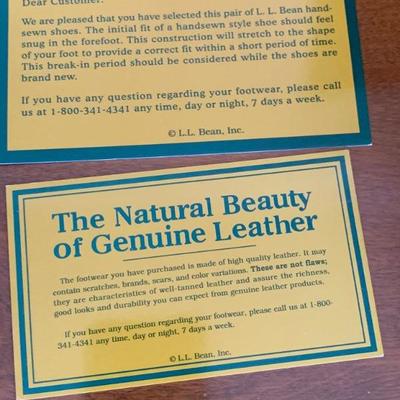 Dear Customer:
We are pleased that you have selected this pair of L. L. Bean hand-
sewn shoes. The initial fit of a handsewn style shoe should feel
snug in the forefoot. This construction will stretch to the shape
of your foot to provide a correct fit within a short period of time.
This break-in period should be considered while the shoes are
brand new.
If you have any question regarding your footwear, please call
us at 1-800-341-4341 any time, day or night, 7 days a week.
© L.L. Bean, Inc.
The Natural Beauty
of Genuine Leather
The footwear you have purchased is made of high quality leather. It may
contain scratches, brands, scars, and color variations. These are not flaws;
they are characteristics of well-tanned leather and assure the richness,
good looks and durability you can expect from genuine leather products.
If you have any question regarding your footwear, please call us at 1-800-
341-4341 any time, day or night, 7 days a week.
© L.L. Bean, Inc.